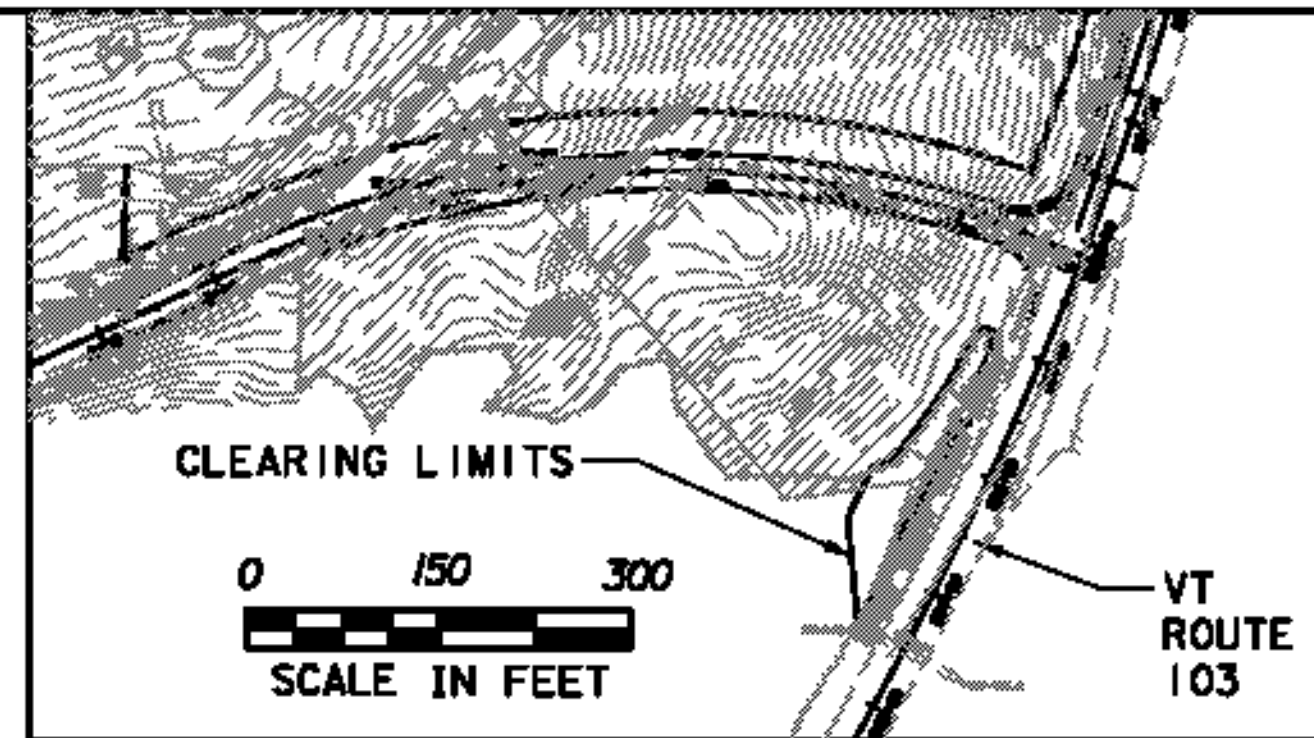 CLEARING LIMITS
0 150 300
SCALE IN FEET
VT
ROUTE
103